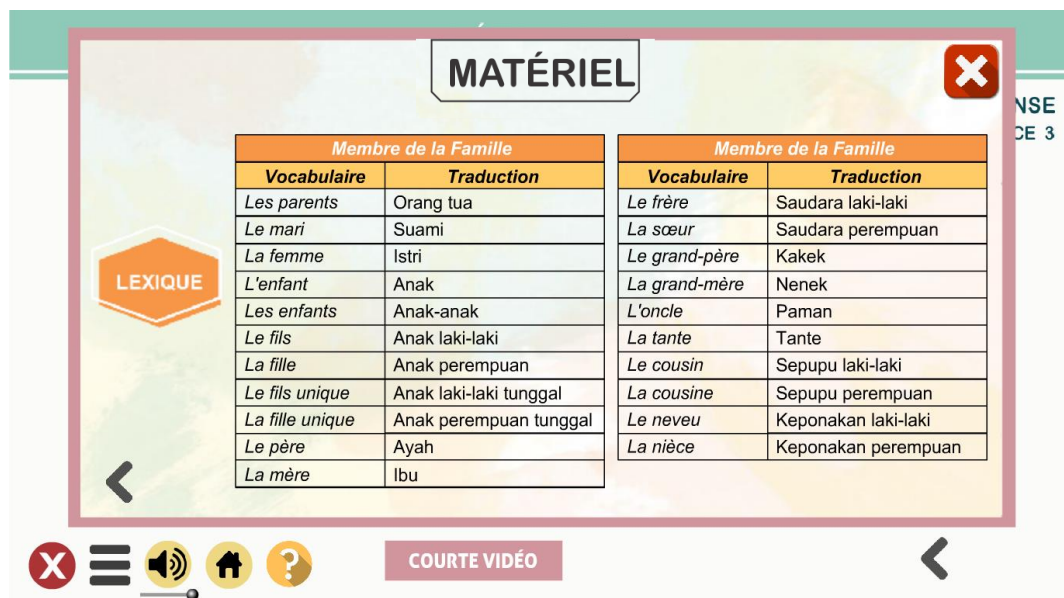 MATÉRIEL
NSE
CE 3
LEXIQUE
Membre de la Famille
Vocabulaire Traduction
Les parents Orang tua
Le mari Suami
La femme Istri
L'enfant Anak
Les enfants Anak-anak
Le fils Anak laki-laki
La fille Anak perempuan
Le fils unique Anak laki-laki tunggal
La fille unique Anak perempuan tunggal
Le père Ayah
La mère Ibu
Membre de la Famille
Vocabulaire Traduction
Le frère Saudara laki-laki
La sœur Saudara perempuan
Le grand-père Kakek
La grand-mère Nenek
L'oncle Paman
La tante Tante
Le cousin Sepupu laki-laki
La cousine Sepupu perempuan
Le neveu Keponakan laki-laki
La nièce Keponakan perempuan
COURTE VIDÉO